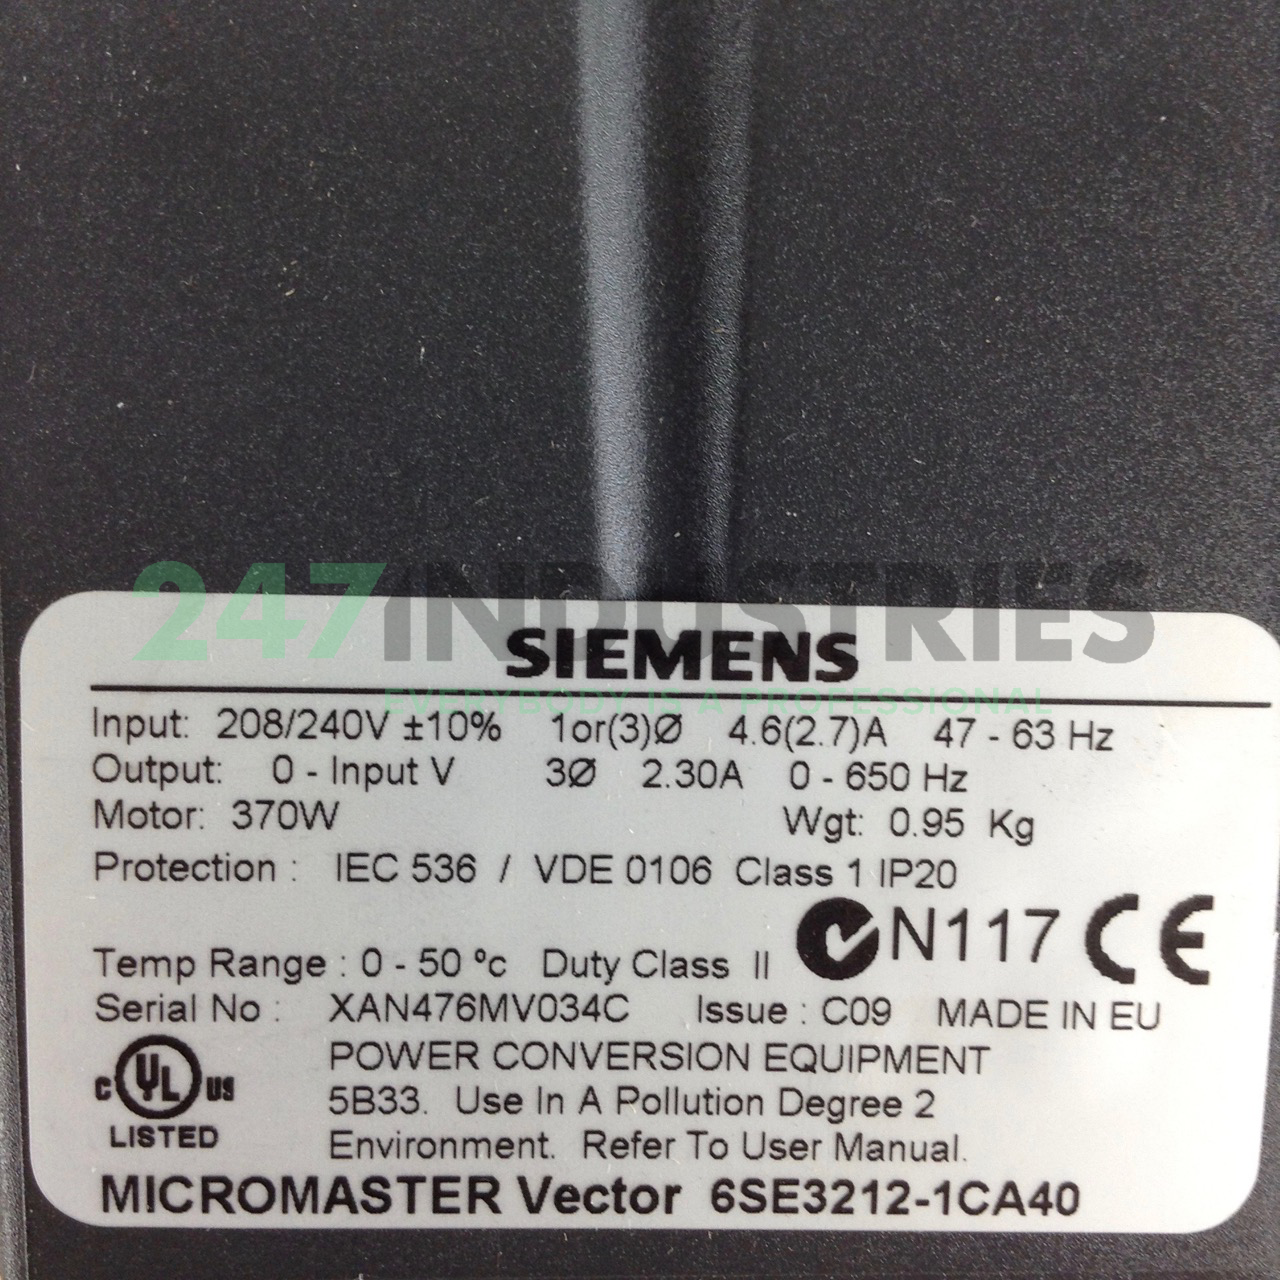 247INDUSTRIES
SIEMENS
EVERYBODY IS A PROFESSIONAL
Input: 208/240V ±10% 1or(3)Ø 4.6(2.7)A 47 - 63 Hz
Output: 0 - Input V 3Ø 2.30A 0 - 650 Hz
Motor: 370W Wgt: 0.95 Kg
Protection : IEC 536 / VDE 0106 Class 1 IP20
N117 CE
Temp Range : 0 - 50 °c Duty Class II
Serial No : XAN476MV034C Issue : C09 MADE IN EU
C UL US
LISTED
POWER CONVERSION EQUIPMENT
5B33. Use In A Pollution Degree 2
Environment. Refer To User Manual.
MICROMASTER Vector 6SE3212-1CA40